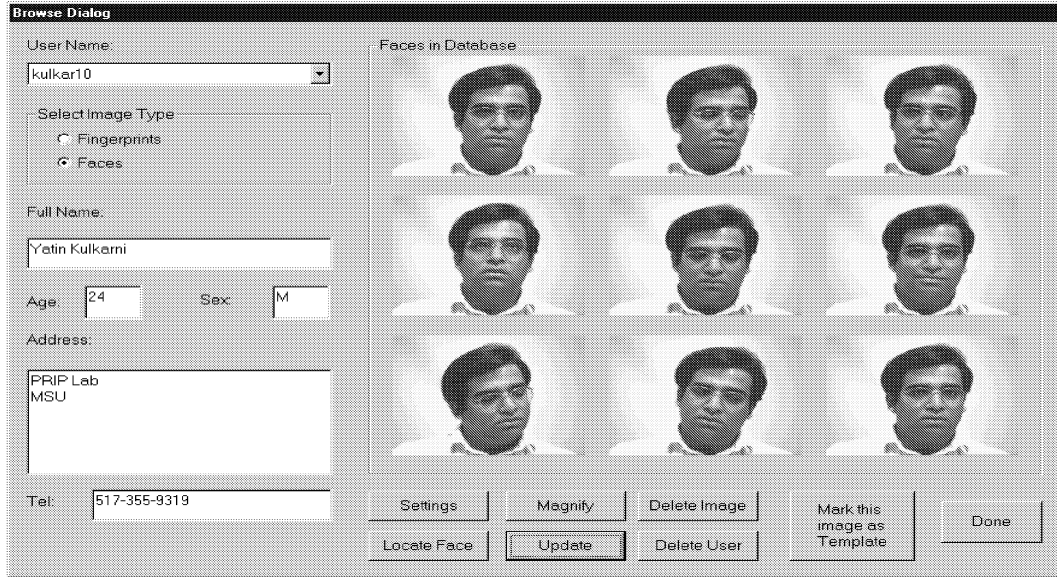 Browse Dialog
User Name:
kulkar10
Select Image Type
Fingerprints
Faces
Full Name:
Yatin Kulkarni
Age:
24
Sex:
M
Address:
PRIP Lab
MSU
Tel:
517-355-9319
Faces in Database
Settings
Magnify
Delete Image
Mark this
image as
Template
Done
Locate Face
Update
Delete User